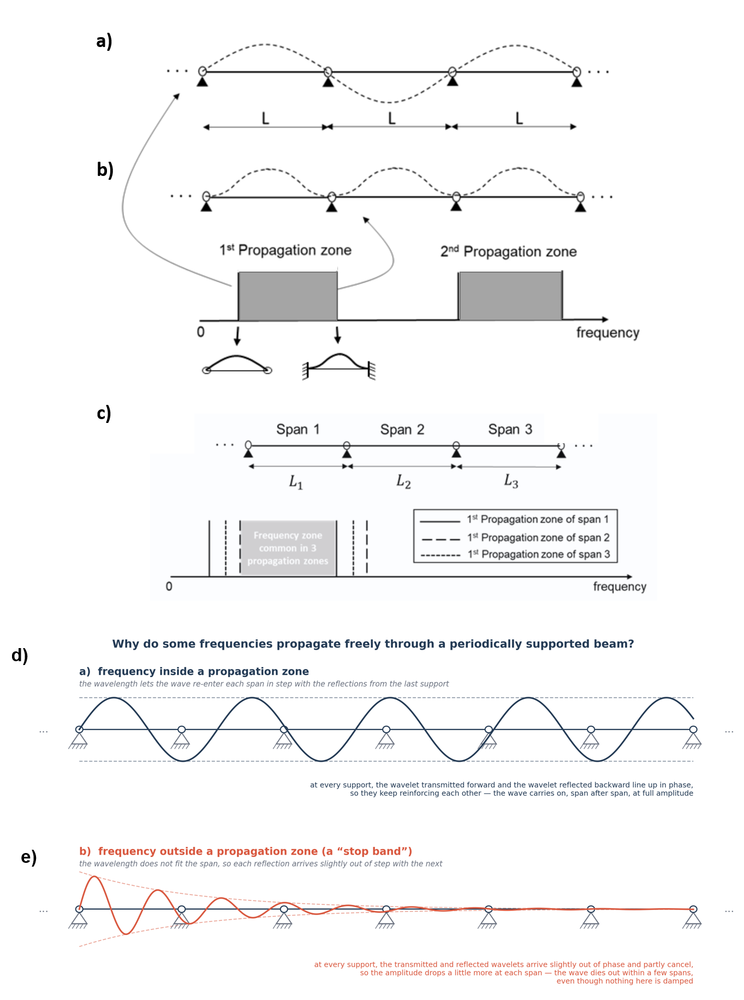 a)
. . .
. . .
L
L
L
b)
. . .
. . .
1st Propagation zone
2nd Propagation zone
0
frequency
c)
Span 1
Span 2
Span 3
. . .
. . .
L1
L2
L3
Frequency zone
common in 3
propagation zones
1st Propagation zone of span 1
1st Propagation zone of span 2
1st Propagation zone of span 3
0
frequency
Why do some frequencies propagate freely through a periodically supported beam?
d)
a) frequency inside a propagation zone
the wavelength lets the wave re-enter each span in step with the reflections from the last support
...
...
at every support, the wavelet transmitted forward and the wavelet reflected backward line up in phase,
so they keep reinforcing each other — the wave carries on, span after span, at full amplitude
e)
b) frequency outside a propagation zone (a “stop band”)
the wavelength does not fit the span, so each reflection arrives slightly out of step with the next
...
...
at every support, the transmitted and reflected wavelets arrive slightly out of phase and partly cancel,
so the amplitude drops a little more at each span — the wave dies out within a few spans,
even though nothing here is damped